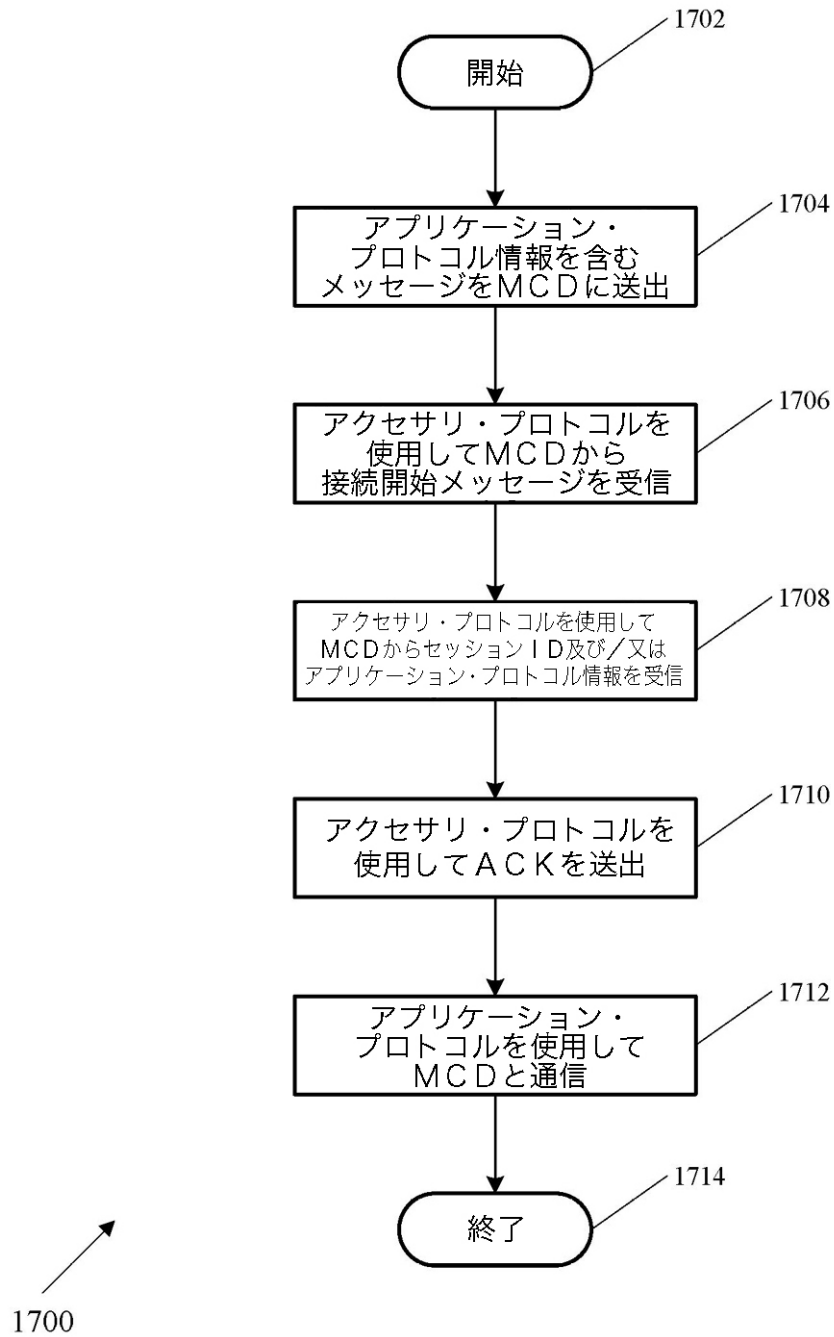 1702
開始
1704
アプリケーション・
プロトコル情報を含む
メッセージをＭＣＤに送出
1706
アクセサリ・プロトコルを
使用してＭＣＤから
接続開始メッセージを受信
1708
アクセサリ・プロトコルを使用して
ＭＣＤからセッションＩＤ及び／又は
アプリケーション・プロトコル情報を受信
1710
アクセサリ・プロトコルを
使用してＡＣＫを送出
1712
アプリケーション・
プロトコルを使用して
ＭＣＤと通信
1714
終了
1700